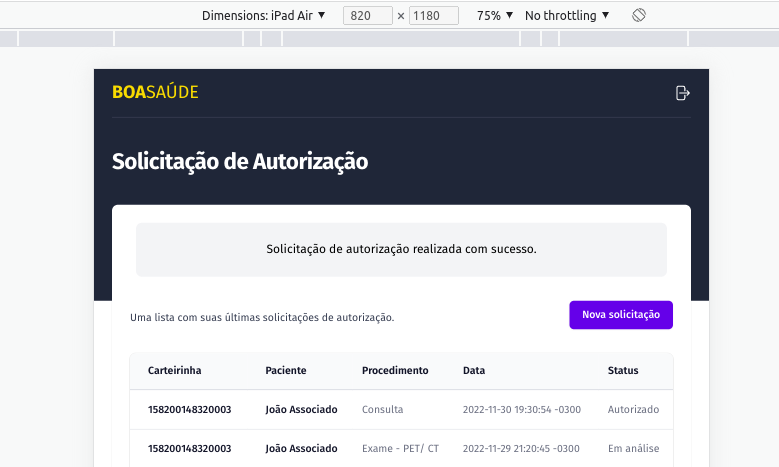 Dimensions: iPad Air ▼ 820 × 1180 75% ▼ No throttling ▼
BOASAÚDE
Solicitação de Autorização
Solicitação de autorização realizada com sucesso.
Uma lista com suas últimas solicitações de autorização. Nova solicitação
Carteirinha Paciente Procedimento Data Status
158200148320003 João Associado Consulta 2022-11-30 19:30:54 -0300 Autorizado
158200148320003 João Associado Exame - PET/ CT 2022-11-29 21:20:45 -0300 Em análise